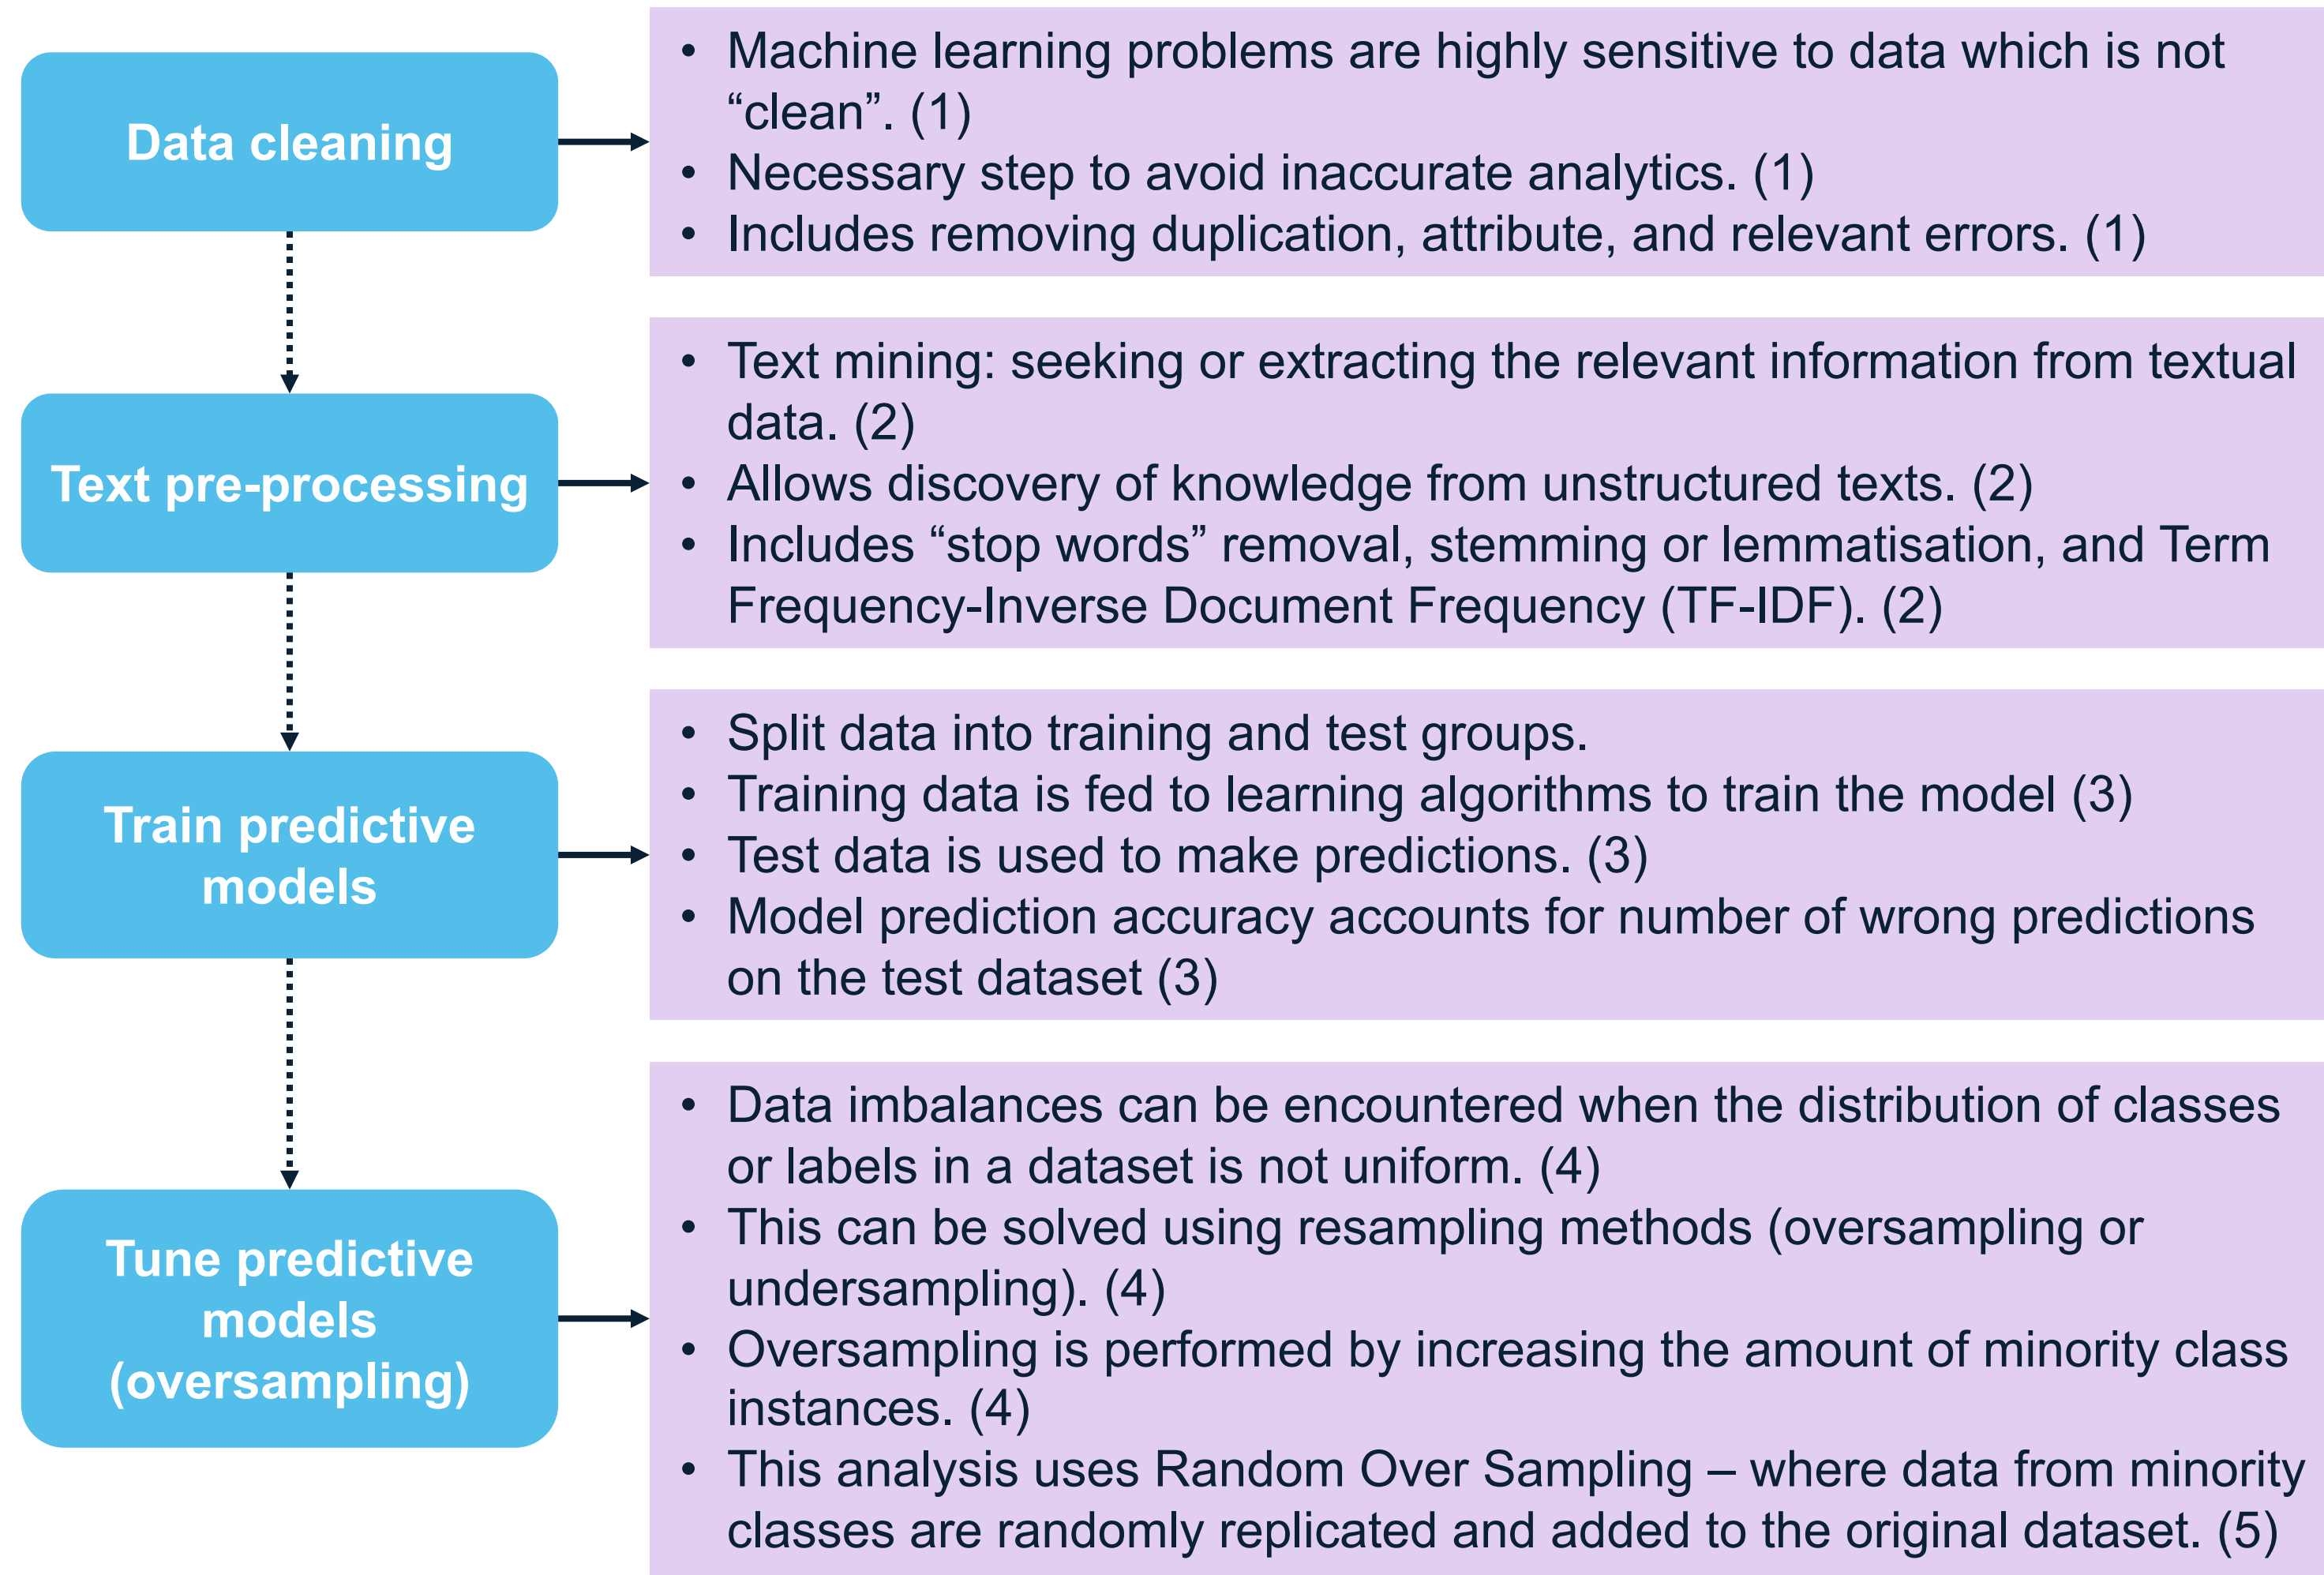 Data cleaning
• Machine learning problems are highly sensitive to data which is not
“clean”. (1)
• Necessary step to avoid inaccurate analytics. (1)
• Includes removing duplication, attribute, and relevant errors. (1)
Text pre-processing
• Text mining: seeking or extracting the relevant information from textual
data. (2)
• Allows discovery of knowledge from unstructured texts. (2)
• Includes “stop words” removal, stemming or lemmatisation, and Term
Frequency-Inverse Document Frequency (TF-IDF). (2)
Train predictive
models
• Split data into training and test groups.
• Training data is fed to learning algorithms to train the model (3)
• Test data is used to make predictions. (3)
• Model prediction accuracy accounts for number of wrong predictions
on the test dataset (3)
Tune predictive
models
(oversampling)
• Data imbalances can be encountered when the distribution of classes
or labels in a dataset is not uniform. (4)
• This can be solved using resampling methods (oversampling or
undersampling). (4)
• Oversampling is performed by increasing the amount of minority class
instances. (4)
• This analysis uses Random Over Sampling – where data from minority
classes are randomly replicated and added to the original dataset. (5)